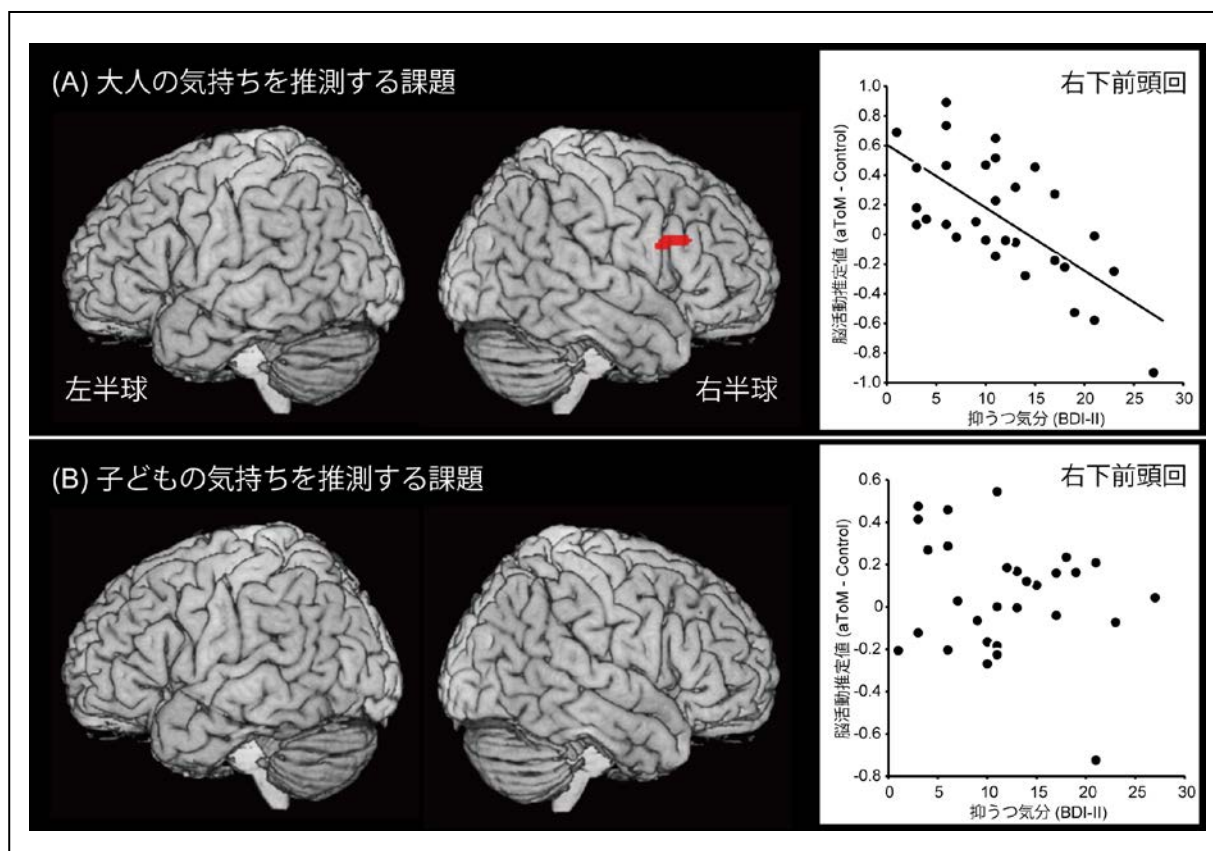 (A) 大人の気持ちを推測する課題
左半球
右半球
右下前頭回
脳活動推定値 (aToM - Control)
1.0
0.8
0.6
0.4
0.2
0
-0.2
-0.4
-0.6
-0.8
-1.0
0 5 10 15 20 25 30
抑うつ気分 (BDI-II)
(B) 子どもの気持ちを推測する課題
右下前頭回
脳活動推定値 (aToM - Control)
0.6
0.4
0.2
0
-0.2
-0.4
-0.6
-0.8
0 5 10 15 20 25 30
抑うつ気分 (BDI-II)